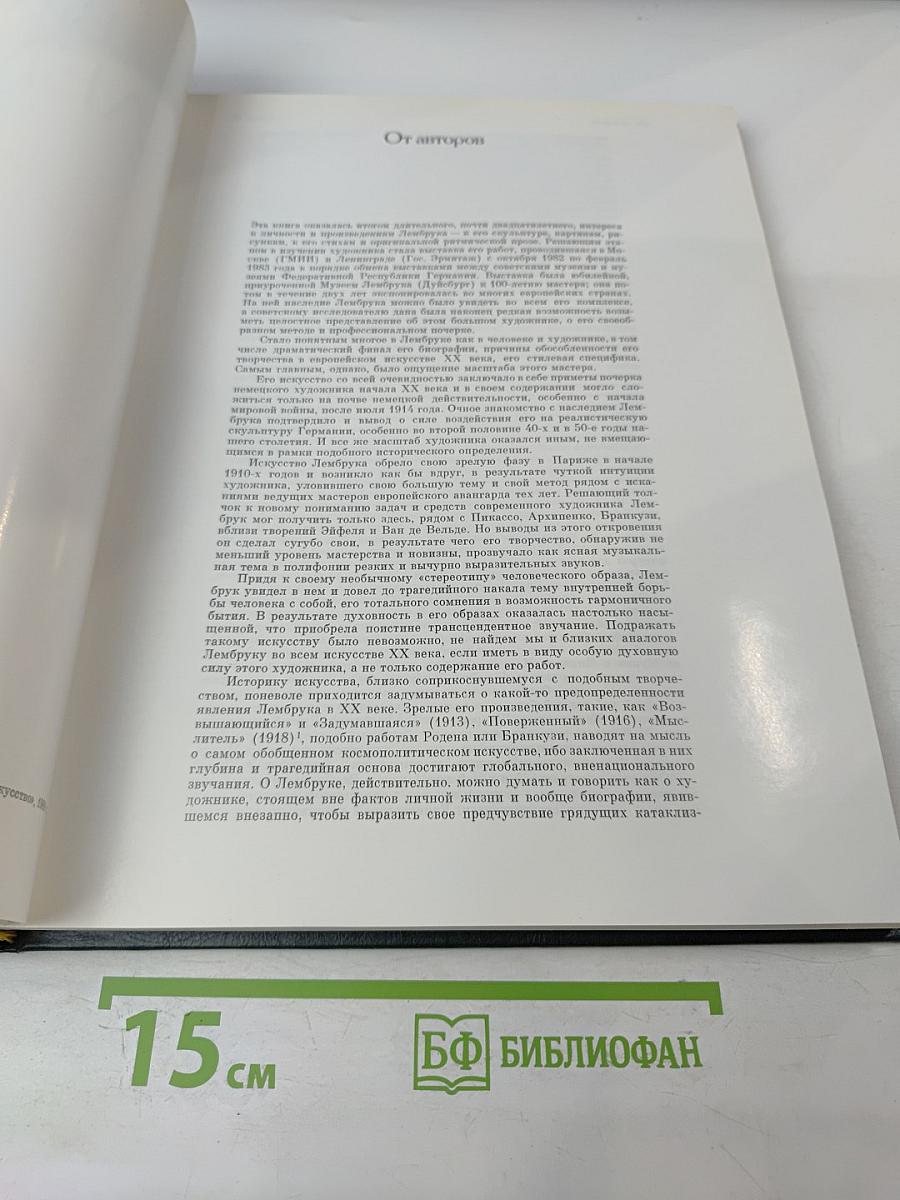 От авторов
Эта книга оказалась итогом длительного, почти двадцатилетнего, интереса
к личности и произведениям Лембрука — к его скульптуре, картинам, ри-
сункам, к его стихам и оригинальной ритмической прозе. Решающим эта-
пом в изучении художника стала выставка его работ, проводившаяся в Мо-
скве (ГМИИ) и Ленинграде (Гос. Эрмитаж) с октября 1982 по февраль
1983 года в порядке обмена выставками между советскими музеями и му-
зеями Федеративной Республики Германии. Выставка была юбилейной,
приуроченной Музеем Лембрука (Дуйсбург) к 100-летию мастера; она по-
том в течение двух лет экспонировалась во многих европейских странах.
На ней наследие Лембрука можно было увидеть во всем его комплексе,
а советскому исследователю дана была наконец редкая возможность возы-
меть целостное представление об этом большом художнике, о его своеоб-
разном методе и профессиональном почерке.
Стало понятным многое в Лембруке как в человеке и художнике, в том
числе драматический финал его биографии, причины обособленности его
творчества в европейском искусстве XX века, его стилевая специфика.
Самым главным, однако, было ощущение масштаба этого мастера.
Его искусство со всей очевидностью заключало в себе приметы почерка
немецкого художника начала XX века и в своем содержании могло сло-
житься только на почве немецкой действительности, особенно с начала
мировой войны, после июля 1914 года. Очное знакомство с наследием Лем-
брука подтвердило и вывод о силе воздействия его на реалистическую
скульптуру Германии, особенно во второй половине 40-х и в 50-е годы на-
шего столетия. И все же масштаб художника оказался иным, не вмещаю-
щимся в рамки подобного исторического определения.
Искусство Лембрука обрело свою зрелую фазу в Париже в начале
1910-х годов и возникло как бы вдруг, в результате чуткой интуиции
художника, уловившего свою большую тему и свой метод рядом с иска-
ниями ведущих мастеров европейского авангарда тех лет. Решающий тол-
чок к новому пониманию задач и средств современного художника Лем-
брук мог получить только здесь, рядом с Пикассо, Архипенко, Бранкузи,
вблизи творений Эйфеля и Ван де Вельде. Но выводы из этого откровения
он сделал сугубо свои, в результате чего его творчество, обнаружив не
меньший уровень мастерства и новизны, прозвучало как ясная музыкаль-
ная тема в полифонии резких и вычурно выразительных звуков.
Придя к своему необычному «стереотипу» человеческого образа, Лем-
брук увидел в нем и довел до трагедийного накала тему внутренней борь-
бы человека с собой, его тотального сомнения в возможность гармоничного
бытия. В результате духовность в его образах оказалась настолько насы-
щенной, что приобрела поистине трансцендентное звучание. Подражать
такому искусству было невозможно, не найдем мы и близких аналогов
Лембруку во всем искусстве XX века, если иметь в виду особую духовную
силу этого художника, а не только содержание его работ.
Историку искусства, близко соприкоснувшемуся с подобным творче-
ством, поневоле приходится задумываться о какой-то предопределенности
явления Лембрука в XX веке. Зрелые его произведения, такие, как «Воз-
вышающийся» и «Задумавшаяся» (1913), «Поверженный» (1916), «Мыс-
литель» (1918)¹, подобно работам Родена или Бранкузи, наводят на мысль
о самом обобщенном космополитическом искусстве, ибо заключенная в них
глубина и трагедийная основа достигают глобального, вненационального
звучания. О Лембруке, действительно, можно думать и говорить как о ху-
дожнике, стоящем вне фактов личной жизни и вообще биографии, явив-
шемся внезапно, чтобы выразить свое предчувствие грядущих катаклиз-
15 см
БФ БИБЛИОФАН